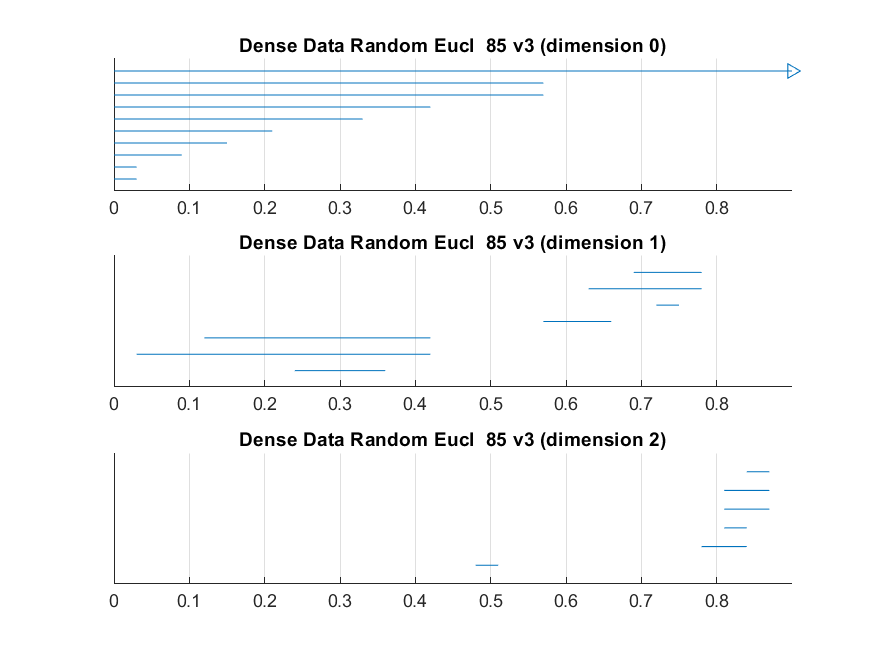 Dense Data Random Eucl  85 v3 (dimension 0)
0 0.1 0.2 0.3 0.4 0.5 0.6 0.7 0.8
Dense Data Random Eucl  85 v3 (dimension 1)
0 0.1 0.2 0.3 0.4 0.5 0.6 0.7 0.8
Dense Data Random Eucl  85 v3 (dimension 2)
0 0.1 0.2 0.3 0.4 0.5 0.6 0.7 0.8